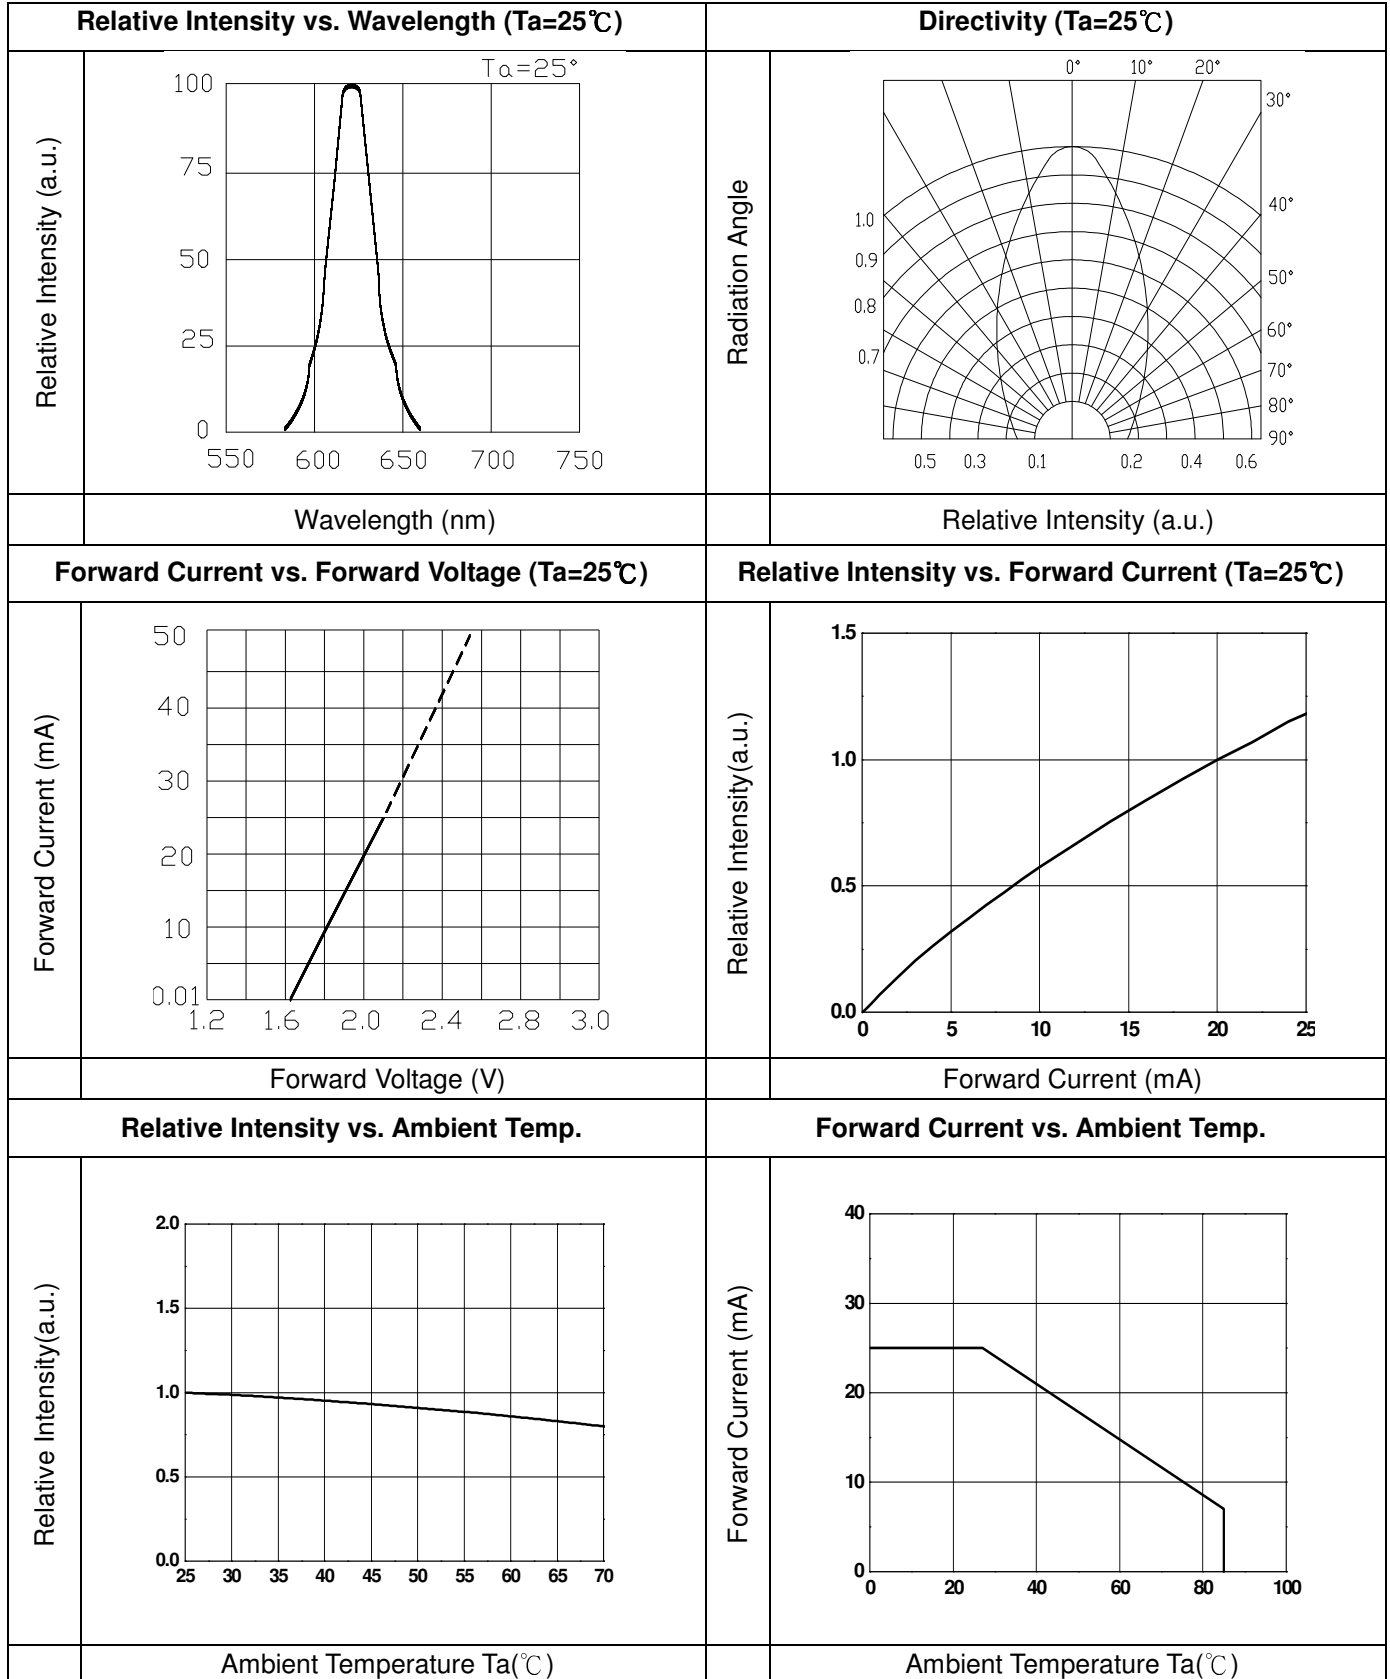 Relative Intensity vs. Wavelength (Ta=25℃)
Directivity (Ta=25℃)
Relative Intensity (a.u.)
Ta=25°
100
75
50
25
0
550 600 650 700 750
Radiation Angle
0° 10° 20°
30°
40°
50°
60°
70°
80°
90°
1.0
0.9
0.8
0.7
0.5 0.3 0.1 0.2 0.4 0.6
Wavelength (nm)
Relative Intensity (a.u.)
Forward Current vs. Forward Voltage (Ta=25℃)
Relative Intensity vs. Forward Current (Ta=25℃)
Forward Current (mA)
50
40
30
20
10
0.01
1.2 1.6 2.0 2.4 2.8 3.0
Relative Intensity(a.u.)
1.5
1.0
0.5
0.0
0 5 10 15 20 25
Forward Voltage (V)
Forward Current (mA)
Relative Intensity vs. Ambient Temp.
Forward Current vs. Ambient Temp.
Relative Intensity(a.u.)
2.0
1.5
1.0
0.5
0.0
25 30 35 40 45 50 55 60 65 70
Forward Current (mA)
40
30
20
10
0
0 20 40 60 80 100
Ambient Temperature Ta(℃)
Ambient Temperature Ta(℃)